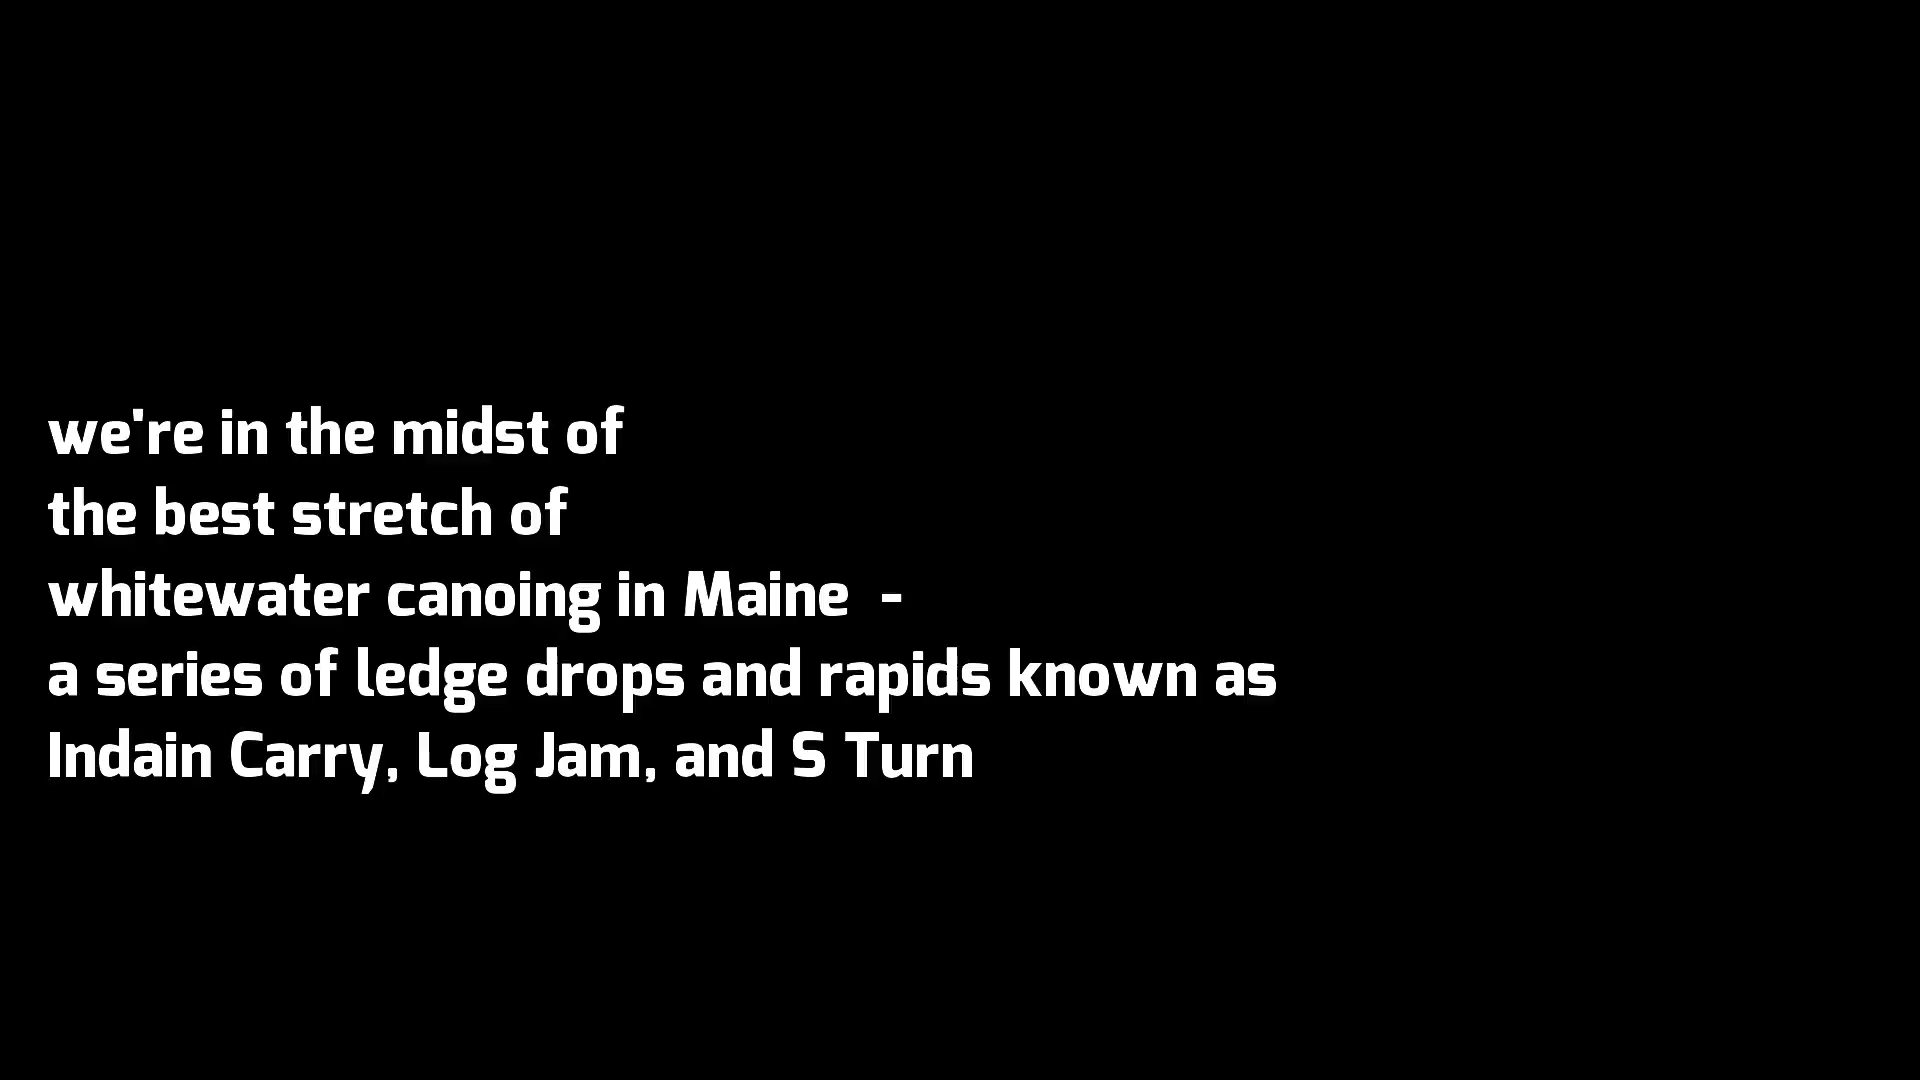 we're in the midst of
the best stretch of
whitewater canoing in Maine  -
a series of ledge drops and rapids known as
Indain Carry, Log Jam, and S Turn